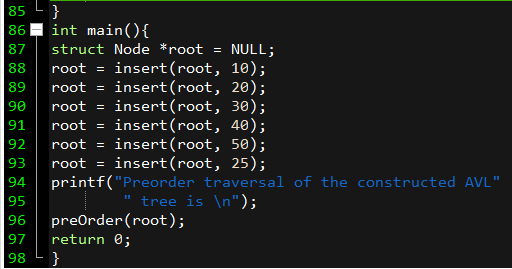 85 }
86 int main(){
87 struct Node *root = NULL;
88 root = insert(root, 10);
89 root = insert(root, 20);
90 root = insert(root, 30);
91 root = insert(root, 40);
92 root = insert(root, 50);
93 root = insert(root, 25);
94 printf("Preorder traversal of the constructed AVL"
95 " tree is \n");
96 preOrder(root);
97 return 0;
98 }